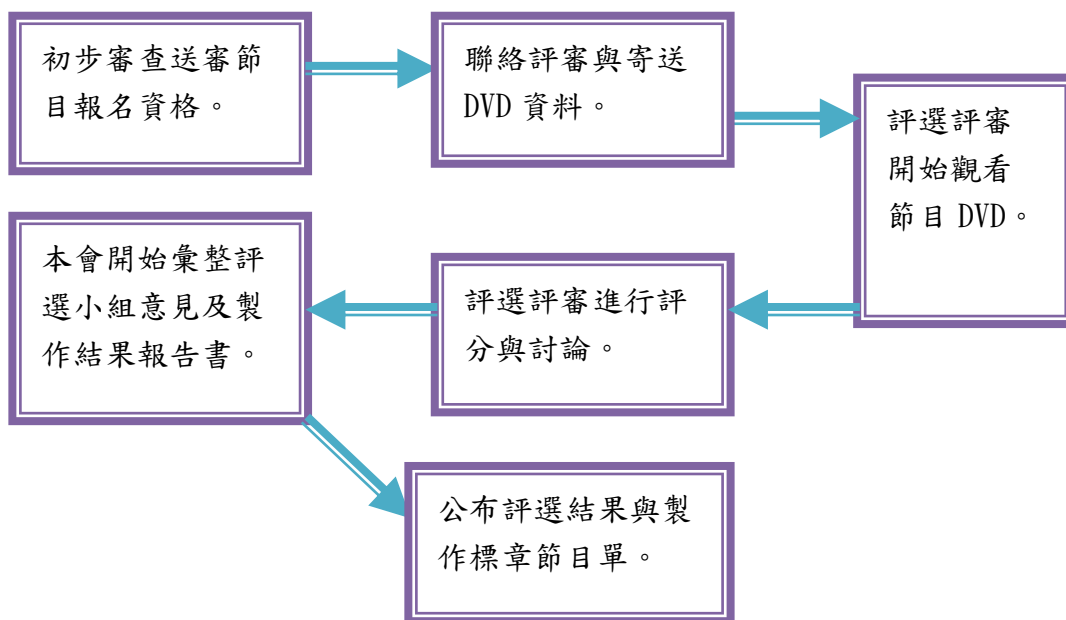 初步審查送審節
目報名資格。
聯絡評審與寄送
DVD 資料。
評選評審
開始觀看
節目 DVD。
評選評審進行評
分與討論。
本會開始彙整評
選小組意見及製
作結果報告書。
公布評選結果與製
作標章節目單。